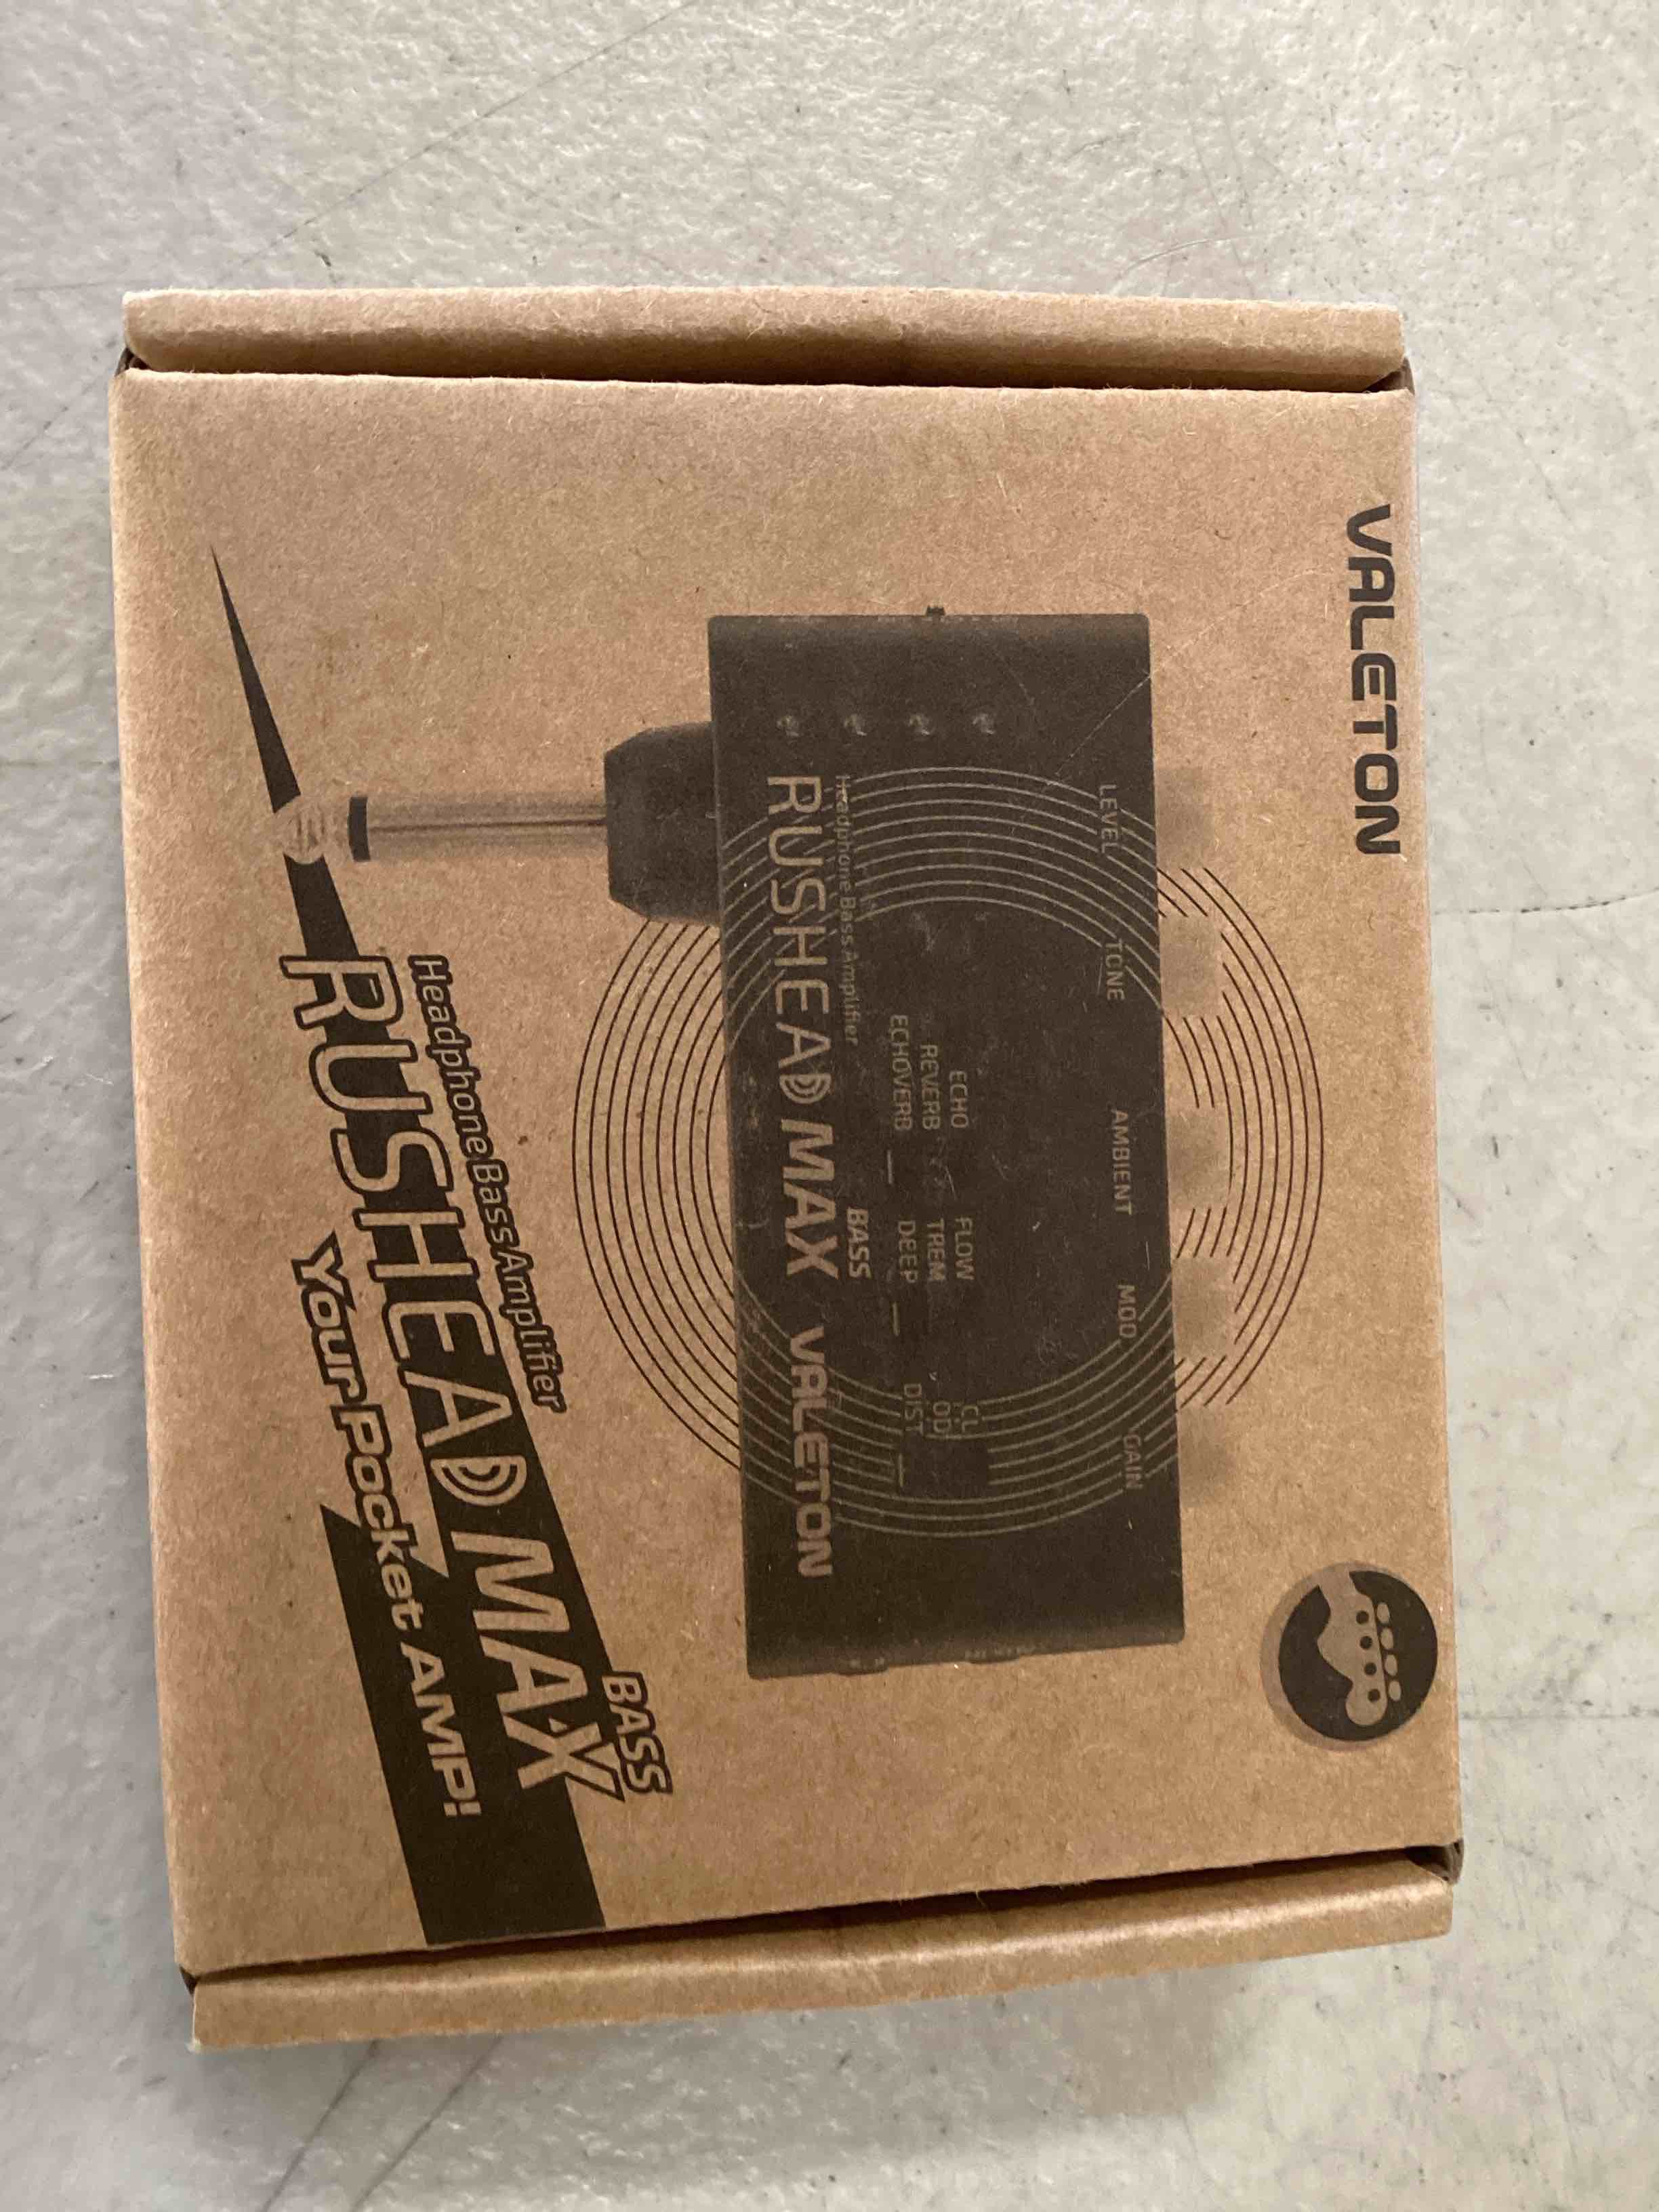 VALETON
LEVEL TONE AMBIENT MOD GAIN
ECHO FLOW CL
REVERB TREM OD
ECHOVERB DEEP DIST
Headphone Bass Amplifier BASS
RUSHEAD MAX VALETON
Headphone Bass Amplifier BASS
RUSHEAD MAX
Your Pocket AMP!